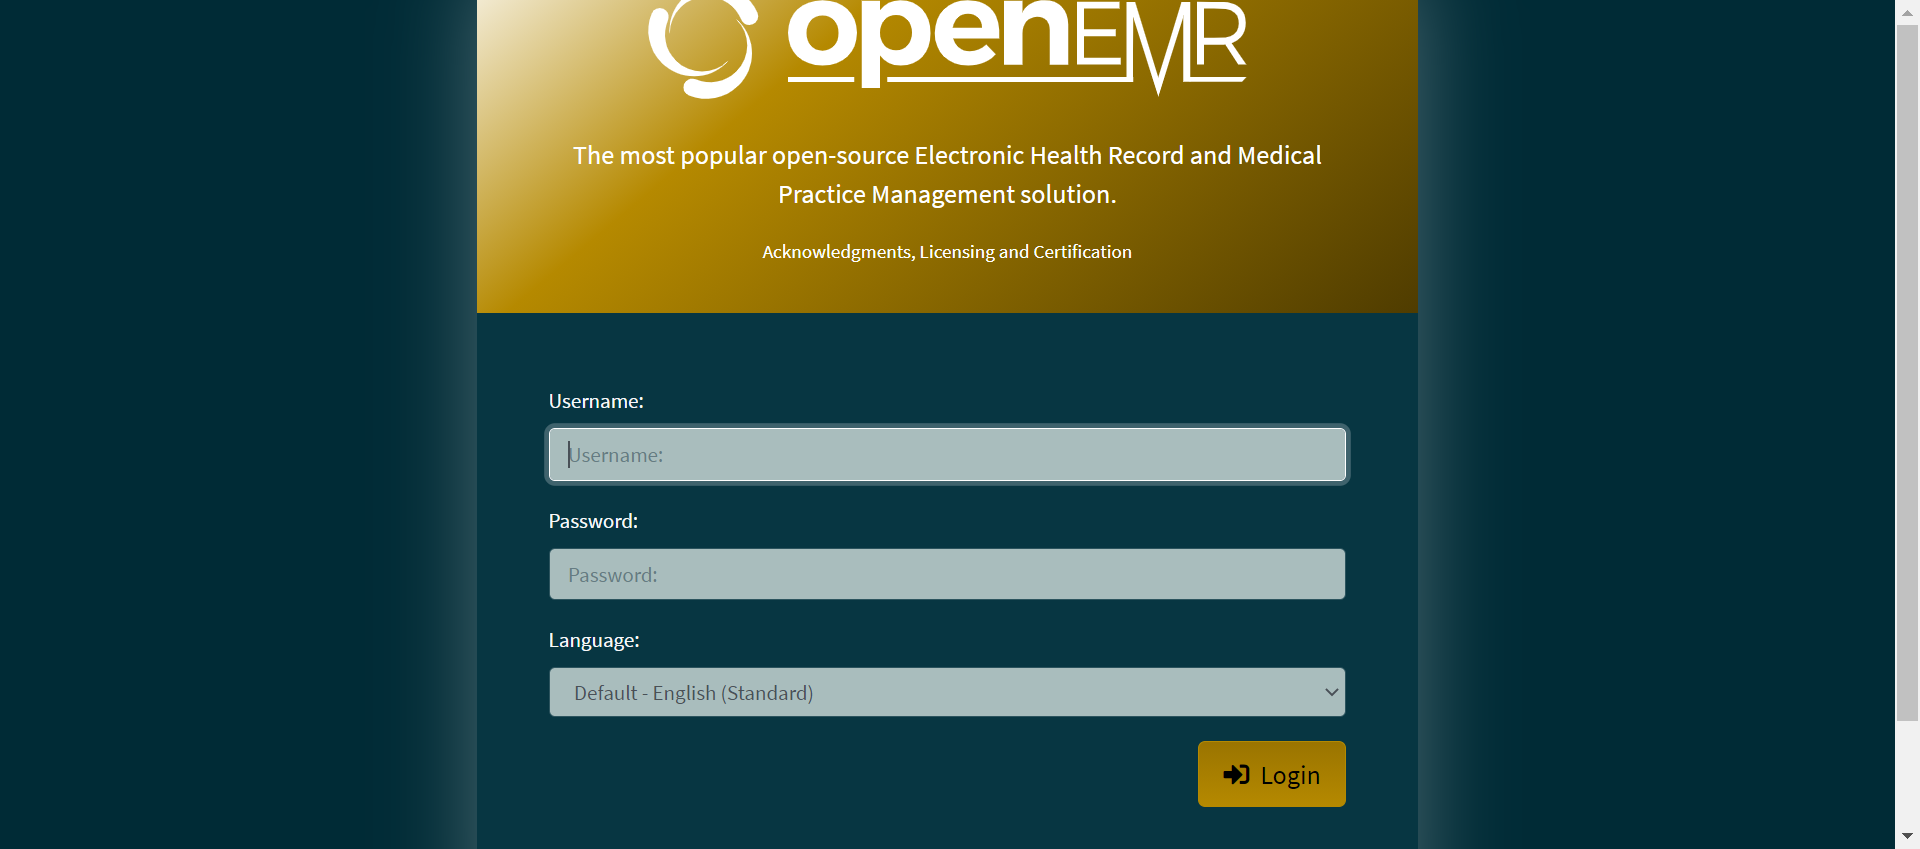 openEMR
The most popular open-source Electronic Health Record and Medical
Practice Management solution.
Acknowledgments, Licensing and Certification
Username:
Username:
Password:
Password:
Language:
Default - English (Standard)
Login